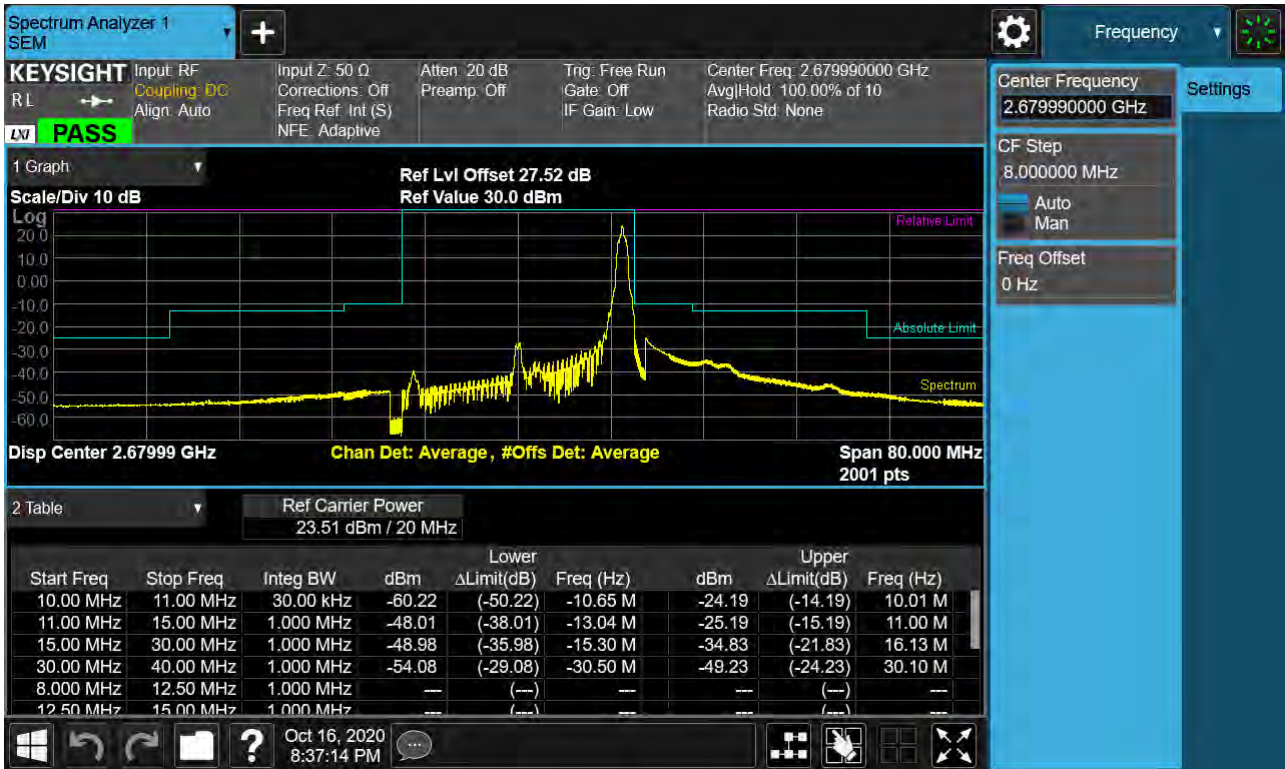 Spectrum Analyzer 1
SEM
Frequency
KEYSIGHT
R L
LXI
PASS
Input: RF
Coupling: DC
Align: Auto
Input Z: 50 Ω
Corrections: Off
Freq Ref: Int (S)
NFE: Adaptive
Atten: 20 dB
Preamp: Off
Trig: Free Run
Gate: Off
IF Gain: Low
Center Freq: 2.679990000 GHz
Avg|Hold: 100.00% of 10
Radio Std: None
Center Frequency
2.679990000 GHz
Settings
CF Step
8.000000 MHz
Auto
Man
Freq Offset
0 Hz
1 Graph
Ref Lvl Offset 27.52 dB
Scale/Div 10 dB
Ref Value 30.0 dBm
Log
Relative Limit
20.0
10.0
0.00
-10.0
-20.0
Absolute Limit
-30.0
-40.0
Spectrum
-50.0
-60.0
Disp Center 2.67999 GHz
Chan Det: Average, #Offs Det: Average
Span 80.000 MHz
2001 pts
2 Table
Ref Carrier Power
23.51 dBm / 20 MHz
Lower Upper
Start Freq Stop Freq Integ BW dBm ΔLimit(dB) Freq (Hz) dBm ΔLimit(dB) Freq (Hz)
10.00 MHz 11.00 MHz 30.00 kHz -60.22 (-50.22) -10.65 M -24.19 (-14.19) 10.01 M
11.00 MHz 15.00 MHz 1.000 MHz -48.01 (-38.01) -13.04 M -25.19 (-15.19) 11.00 M
15.00 MHz 30.00 MHz 1.000 MHz -48.98 (-35.98) -15.30 M -34.83 (-21.83) 16.13 M
30.00 MHz 40.00 MHz 1.000 MHz -54.08 (-29.08) -30.50 M -49.23 (-24.23) 30.10 M
8.000 MHz 12.50 MHz 1.000 MHz --- (---) --- --- (---) ---
12.50 MHz 15.00 MHz 1.000 MHz --- (---) --- --- (---) ---
?
Oct 16, 2020
8:37:14 PM